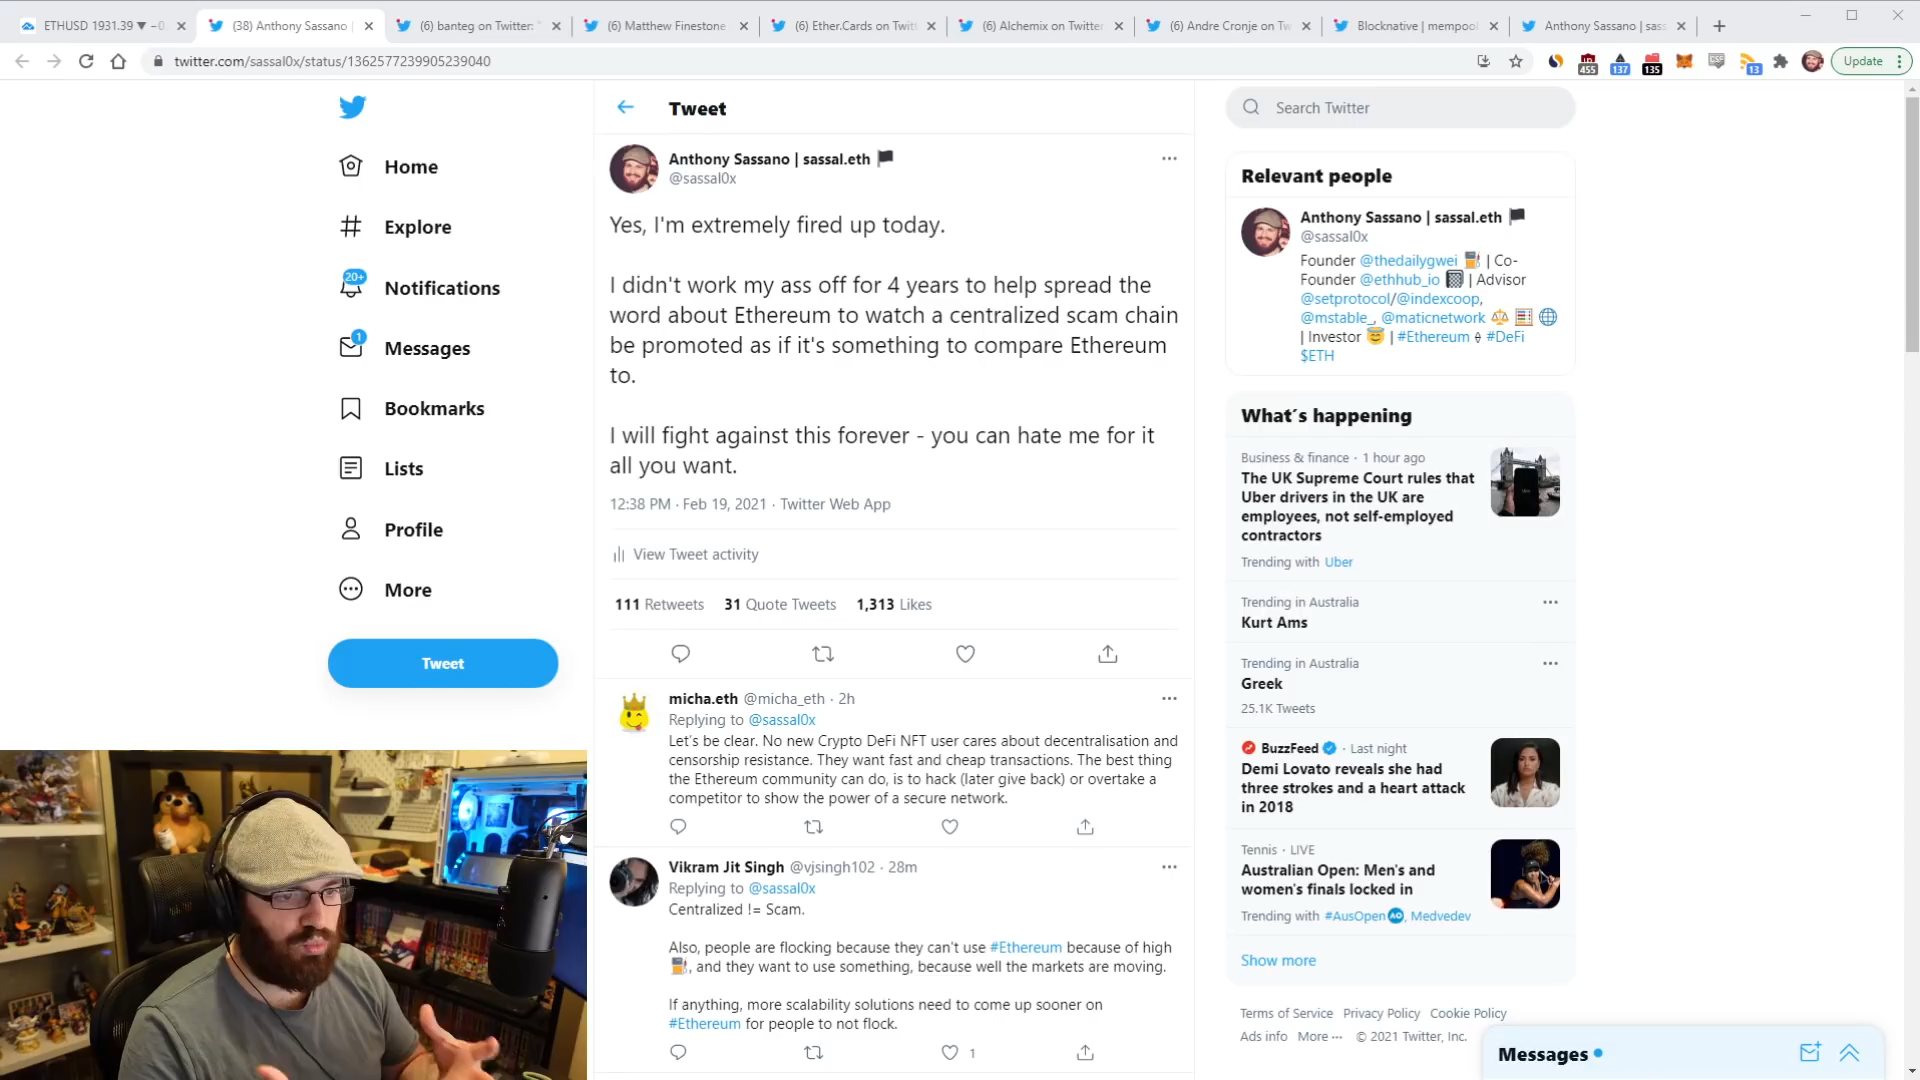 ETHUSD 1931.39 ▼ −0
(38) Anthony Sassano |
(6) banteg on Twitter: "
(6) Matthew Finestone
(6) Ether.Cards on Twitt
(6) Alchemix on Twitter
(6) Andre Cronje on Tw
Blocknative | mempool
Anthony Sassano | sass
twitter.com/sassal0x/status/1362577239905239040
455
137
135
13
Update
Home
Explore
20+
Notifications
1
Messages
Bookmarks
Lists
Profile
More
Tweet
Tweet
Anthony Sassano | sassal.eth
@sassal0x
Yes, I'm extremely fired up today.
I didn't work my ass off for 4 years to help spread the
word about Ethereum to watch a centralized scam chain
be promoted as if it's something to compare Ethereum
to.
I will fight against this forever - you can hate me for it
all you want.
12:38 PM · Feb 19, 2021 · Twitter Web App
View Tweet activity
111 Retweets 31 Quote Tweets 1,313 Likes
micha.eth @micha_eth · 2h
Replying to @sassal0x
Let's be clear. No new Crypto DeFi NFT user cares about decentralisation and
censorship resistance. They want fast and cheap transactions. The best thing
the Ethereum community can do, is to hack (later give back) or overtake a
competitor to show the power of a secure network.
Vikram Jit Singh @vjsingh102 · 28m
Replying to @sassal0x
Centralized != Scam.
Also, people are flocking because they can't use #Ethereum because of high
⛽, and they want to use something, because well the markets are moving.
If anything, more scalability solutions need to come up sooner on
#Ethereum for people to not flock.
1
Search Twitter
Relevant people
Anthony Sassano | sassal.eth
@sassal0x
Founder @thedailygwei | Co-
Founder @ethhub_io | Advisor
@setprotocol/@indexcoop,
@mstable_, @maticnetwork
| Investor | #Ethereum #DeFi
$ETH
What's happening
Business & finance · 1 hour ago
The UK Supreme Court rules that
Uber drivers in the UK are
employees, not self-employed
contractors
Trending with Uber
Trending in Australia
Kurt Ams
Trending in Australia
Greek
25.1K Tweets
BuzzFeed · Last night
Demi Lovato reveals she had
three strokes and a heart attack
in 2018
Tennis · LIVE
Australian Open: Men's and
women's finals locked in
Trending with #AusOpen, Medvedev
Show more
Terms of Service Privacy Policy Cookie Policy
Ads info More ··· © 2021 Twitter, Inc.
Messages